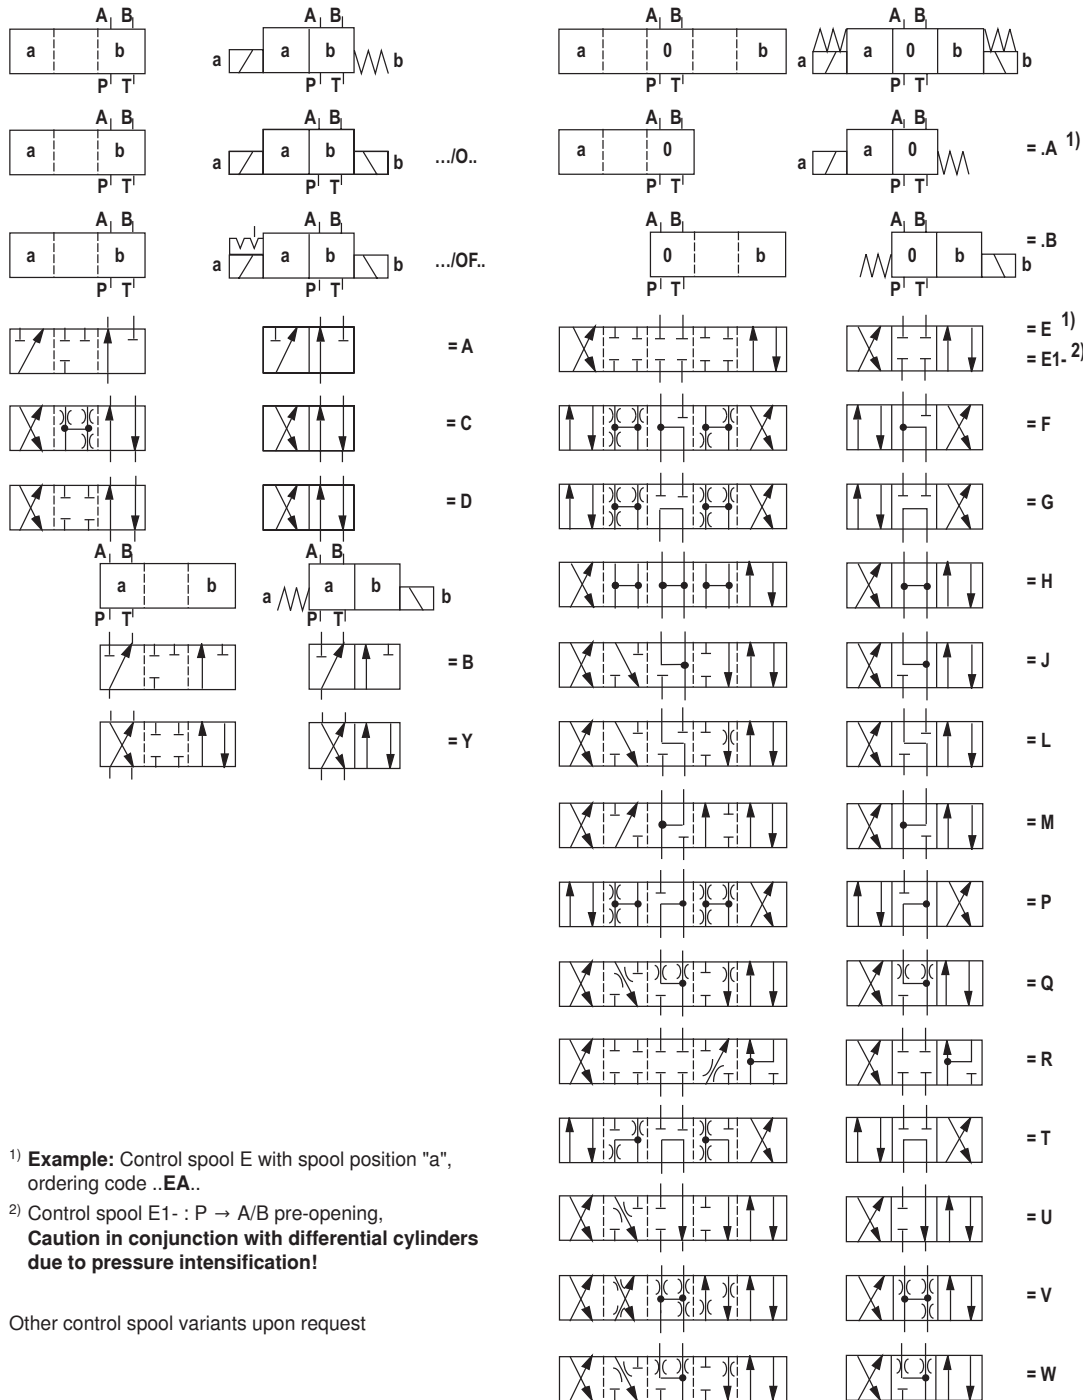 A B
a b
P T
A B
a a b b
P T
A B
a b
P T
A B
a a b b
P T
.../O..
A B
a b
P T
A B
a a b b
P T
.../OF..
= A
= C
= D
A B
a b
P T
A B
a a b b
P T
= B
= Y
A B
a 0 b
P T
A B
a a 0 b b
P T
A B
a 0
P T
A B
a a 0
P T
= .A 1)
A B
0 b
P T
A B
0 b b
P T
= .B
= E 1)
= E1- 2)
= F
= G
= H
= J
= L
= M
= P
= Q
= R
= T
= U
= V
= W
1) Example: Control spool E with spool position "a",
ordering code ..EA..
2) Control spool E1- : P → A/B pre-opening,
Caution in conjunction with differential cylinders
due to pressure intensification!
Other control spool variants upon request